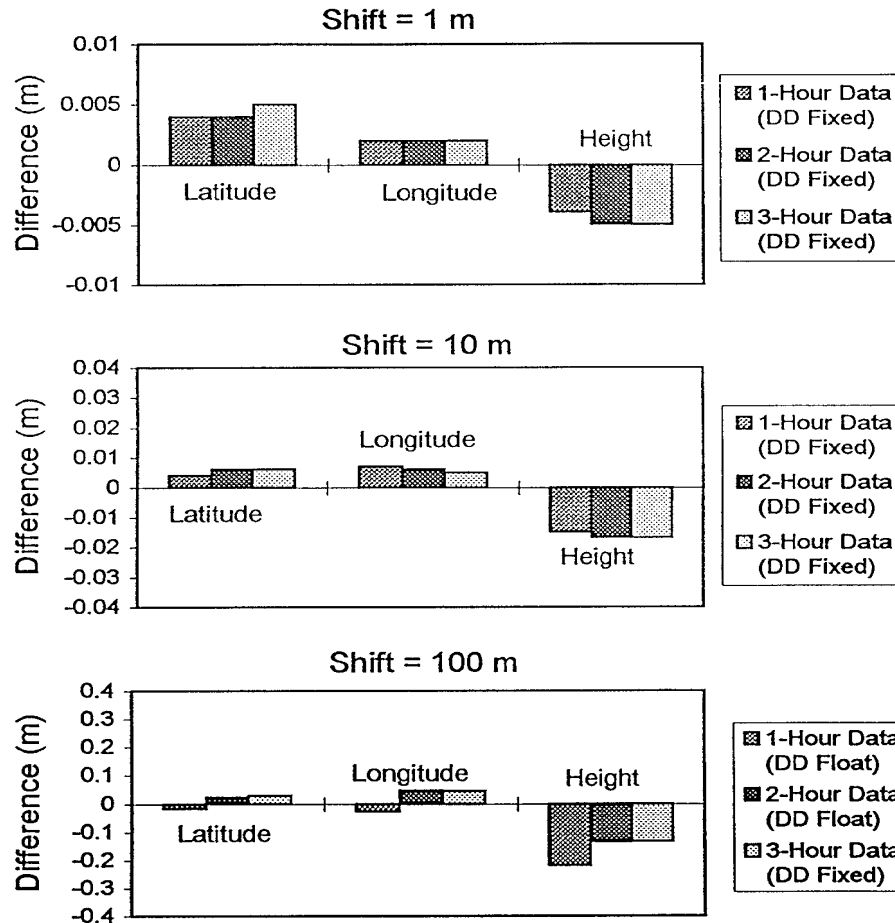 Shift = 1 m
Difference (m)
0.01
0.005
0
-0.005
-0.01
Latitude
Longitude
Height
1-Hour Data
(DD Fixed)
2-Hour Data
(DD Fixed)
3-Hour Data
(DD Fixed)
Shift = 10 m
Difference (m)
0.04
0.03
0.02
0.01
0
-0.01
-0.02
-0.03
-0.04
Latitude
Longitude
Height
1-Hour Data
(DD Fixed)
2-Hour Data
(DD Fixed)
3-Hour Data
(DD Fixed)
Shift = 100 m
Difference (m)
0.4
0.3
0.2
0.1
0
-0.1
-0.2
-0.3
-0.4
Latitude
Longitude
Height
1-Hour Data
(DD Float)
2-Hour Data
(DD Float)
3-Hour Data
(DD Fixed)